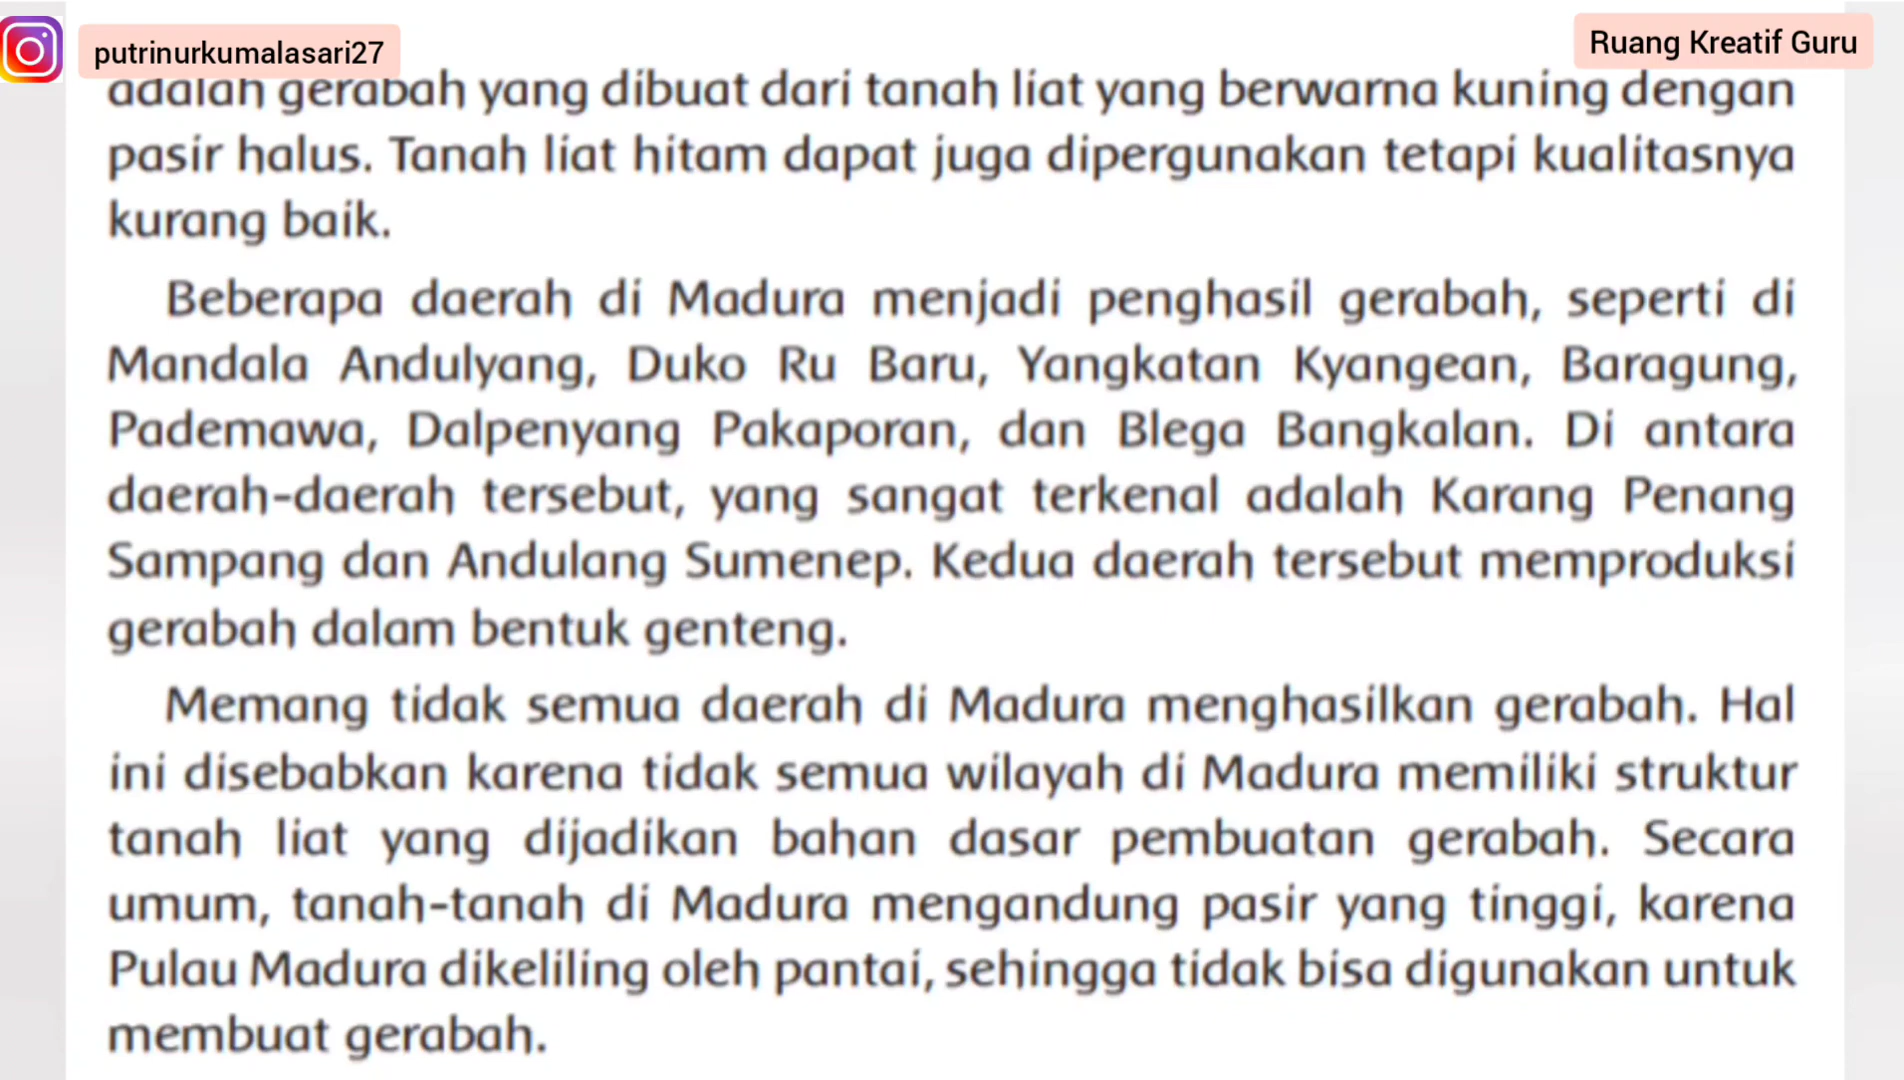 putrinurkumalasari27
Ruang Kreatif Guru
adalah gerabah yang dibuat dari tanah liat yang berwarna kuning dengan
pasir halus. Tanah liat hitam dapat juga dipergunakan tetapi kualitasnya
kurang baik.
Beberapa daerah di Madura menjadi penghasil gerabah, seperti di
Mandala Andulyang, Duko Ru Baru, Yangkatan Kyangean, Baragung,
Pademawa, Dalpenyang Pakaporan, dan Blega Bangkalan. Di antara
daerah-daerah tersebut, yang sangat terkenal adalah Karang Penang
Sampang dan Andulang Sumenep. Kedua daerah tersebut memproduksi
gerabah dalam bentuk genteng.
Memang tidak semua daerah di Madura menghasilkan gerabah. Hal
ini disebabkan karena tidak semua wilayah di Madura memiliki struktur
tanah liat yang dijadikan bahan dasar pembuatan gerabah. Secara
umum, tanah-tanah di Madura mengandung pasir yang tinggi, karena
Pulau Madura dikeliling oleh pantai, sehingga tidak bisa digunakan untuk
membuat gerabah.